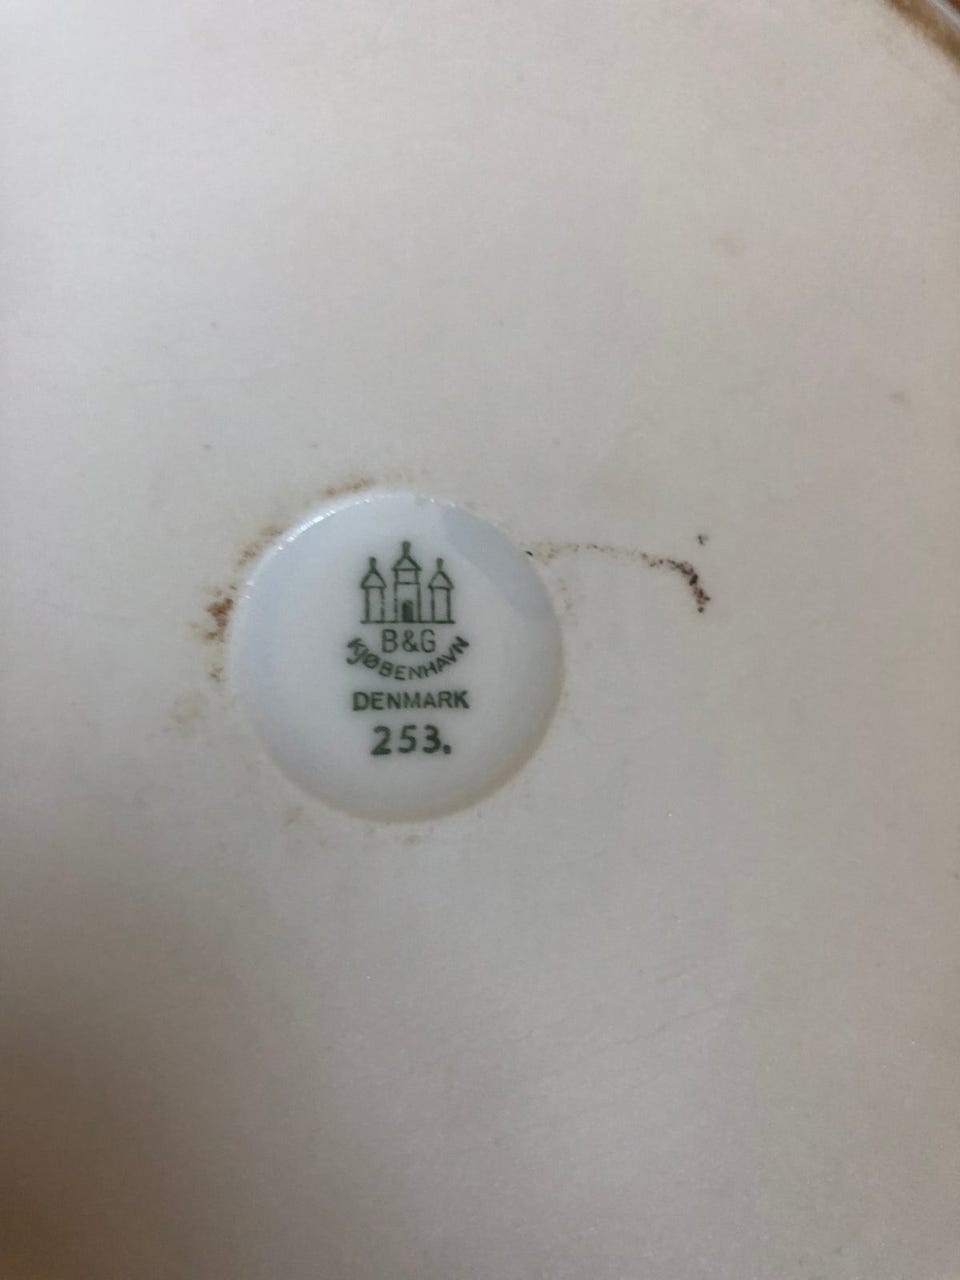 B&G
KJØBENHAVN
DENMARK
253.